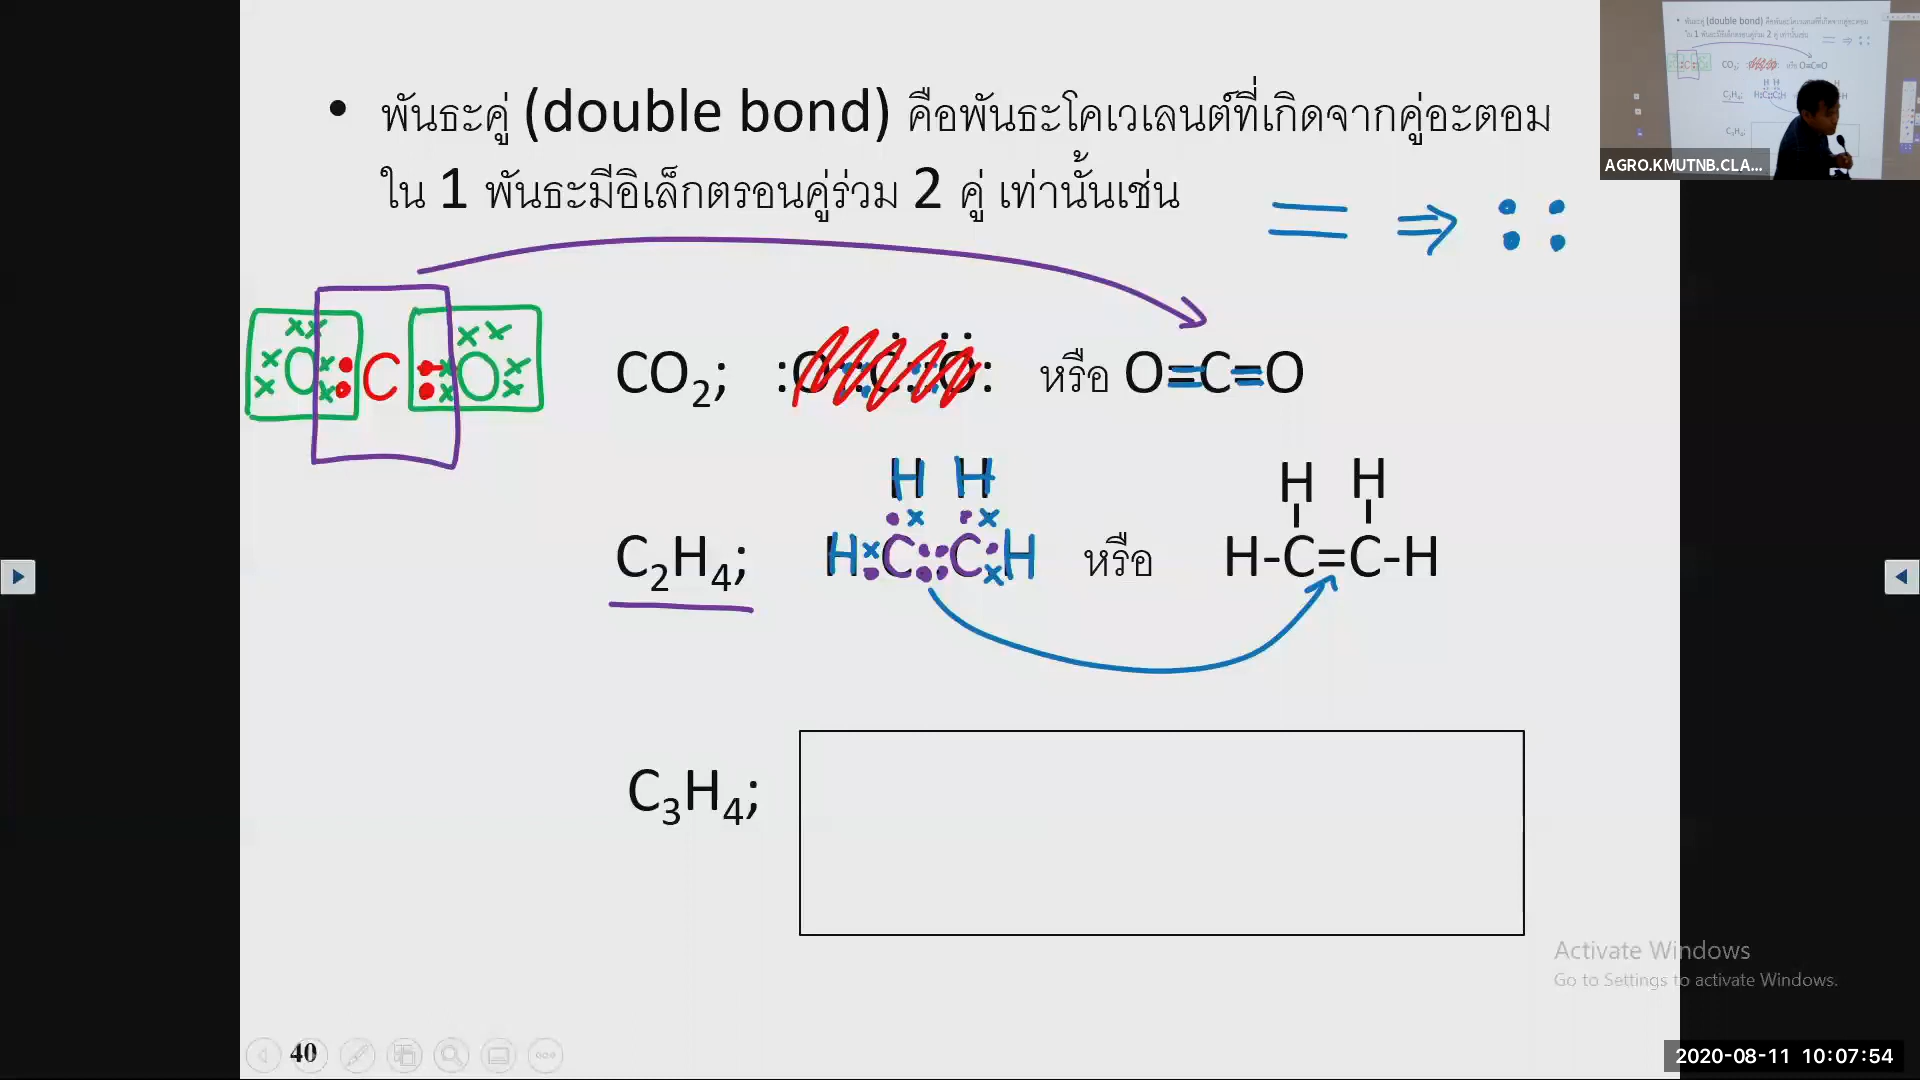 • พันธะคู่ (double bond) คือพันธะโคเวเลนต์ที่เกิดจากคู่อะตอม
ใน 1 พันธะมีอิเล็กตรอนคู่ร่วม 2 คู่ เท่านั้นเช่น
AGRO.KMUTNB.CLA...
O C O
CO₂; หรือ O=C=O
H H
H C C H
C₂H₄; หรือ
H H
H-C=C-H
C₃H₄;
Activate Windows
Go to Settings to activate Windows.
40
2020-08-11 10:07:54